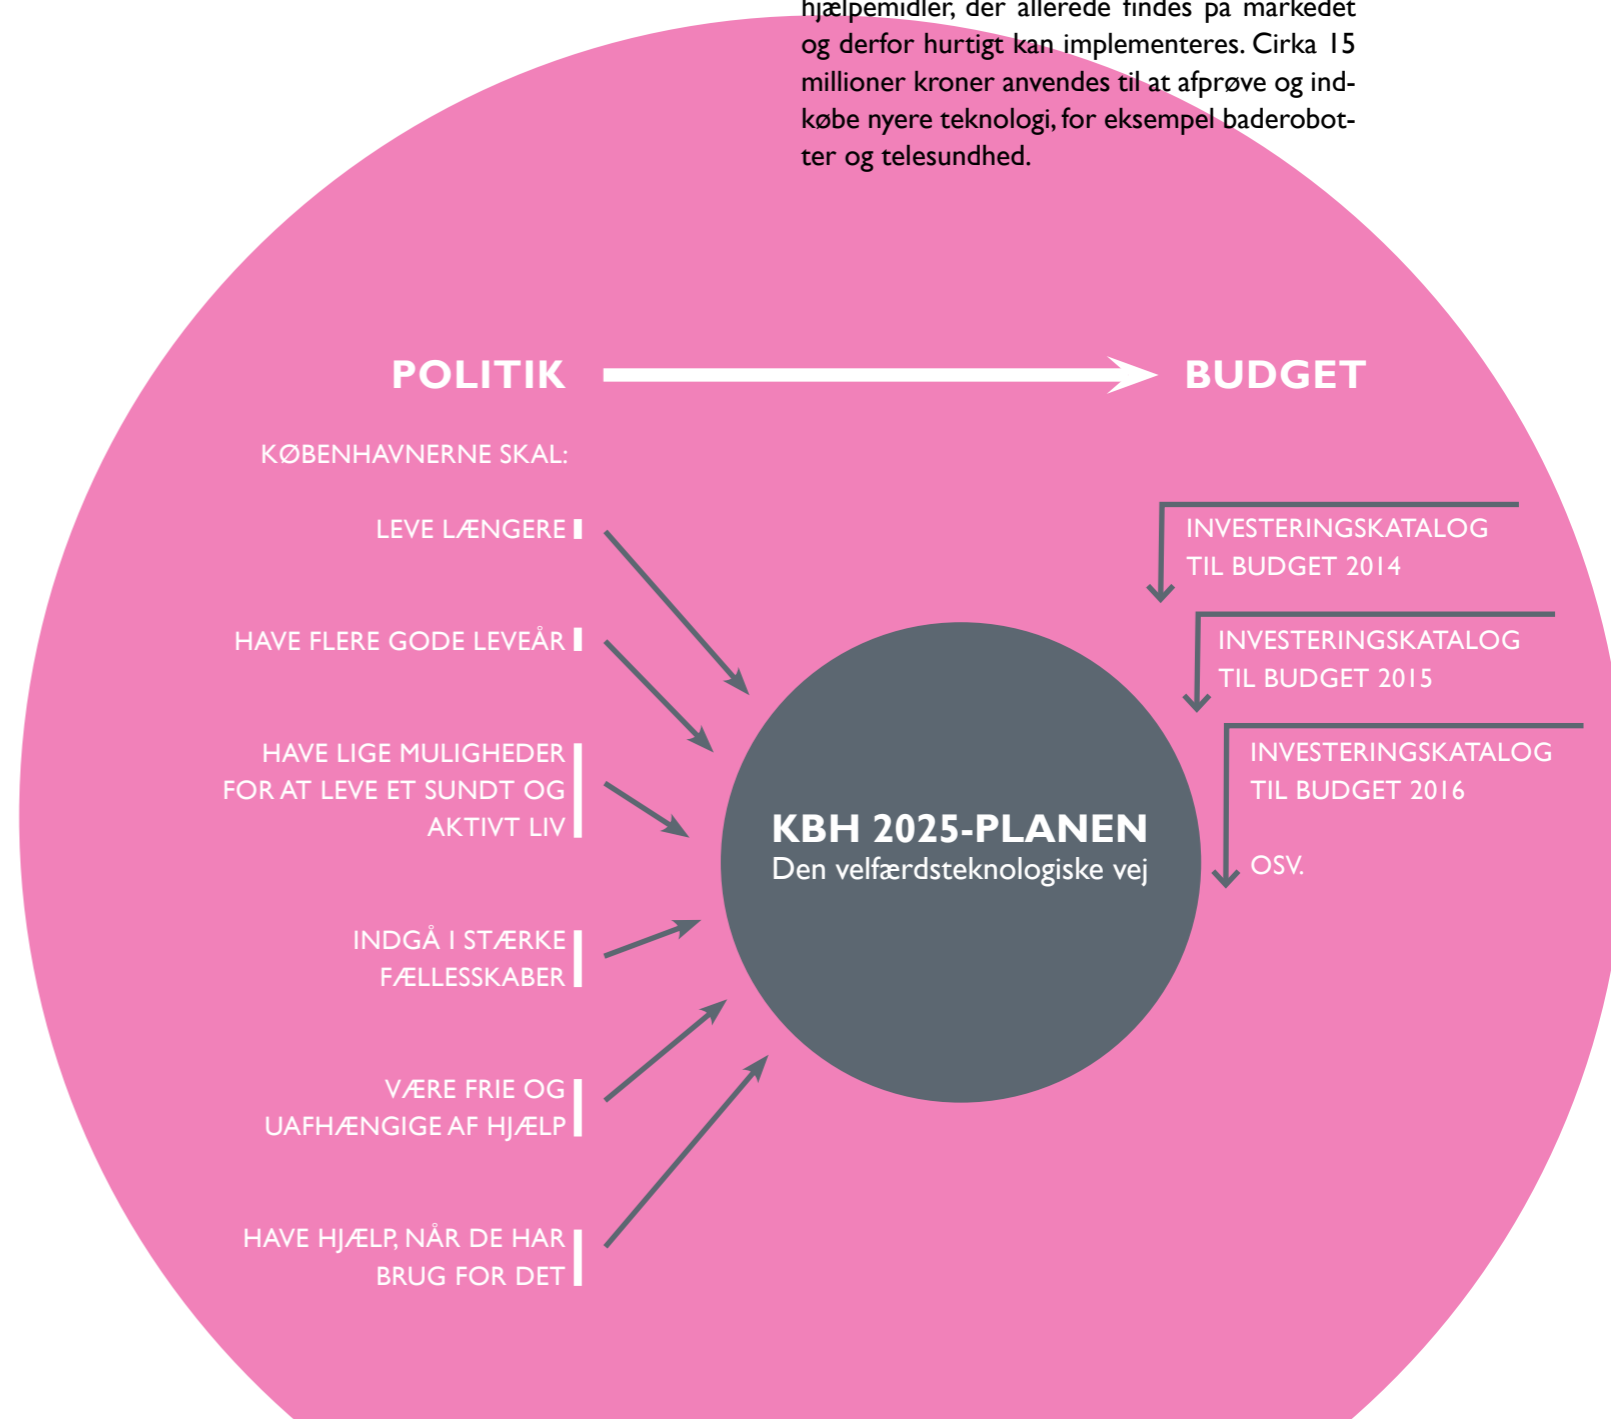 hjælpemidler, der allerede findes på markedet
og derfor hurtigt kan implementeres. Cirka 15
millioner kroner anvendes til at afprøve og ind-
købe nyere teknologi, for eksempel baderobot-
ter og telesundhed.
POLITIK
BUDGET
KØBENHAVNERNE SKAL:
LEVE LÆNGERE
HAVE FLERE GODE LEVEÅR
HAVE LIGE MULIGHEDER
FOR AT LEVE ET SUNDT OG
AKTIVT LIV
INDGÅ I STÆRKE
FÆLLESSKABER
VÆRE FRIE OG
UAFHÆNGIGE AF HJÆLP
HAVE HJÆLP, NÅR DE HAR
BRUG FOR DET
KBH 2025-PLANEN
Den velfærdsteknologiske vej
INVESTERINGSKATALOG
TIL BUDGET 2014
INVESTERINGSKATALOG
TIL BUDGET 2015
INVESTERINGSKATALOG
TIL BUDGET 2016
OSV.